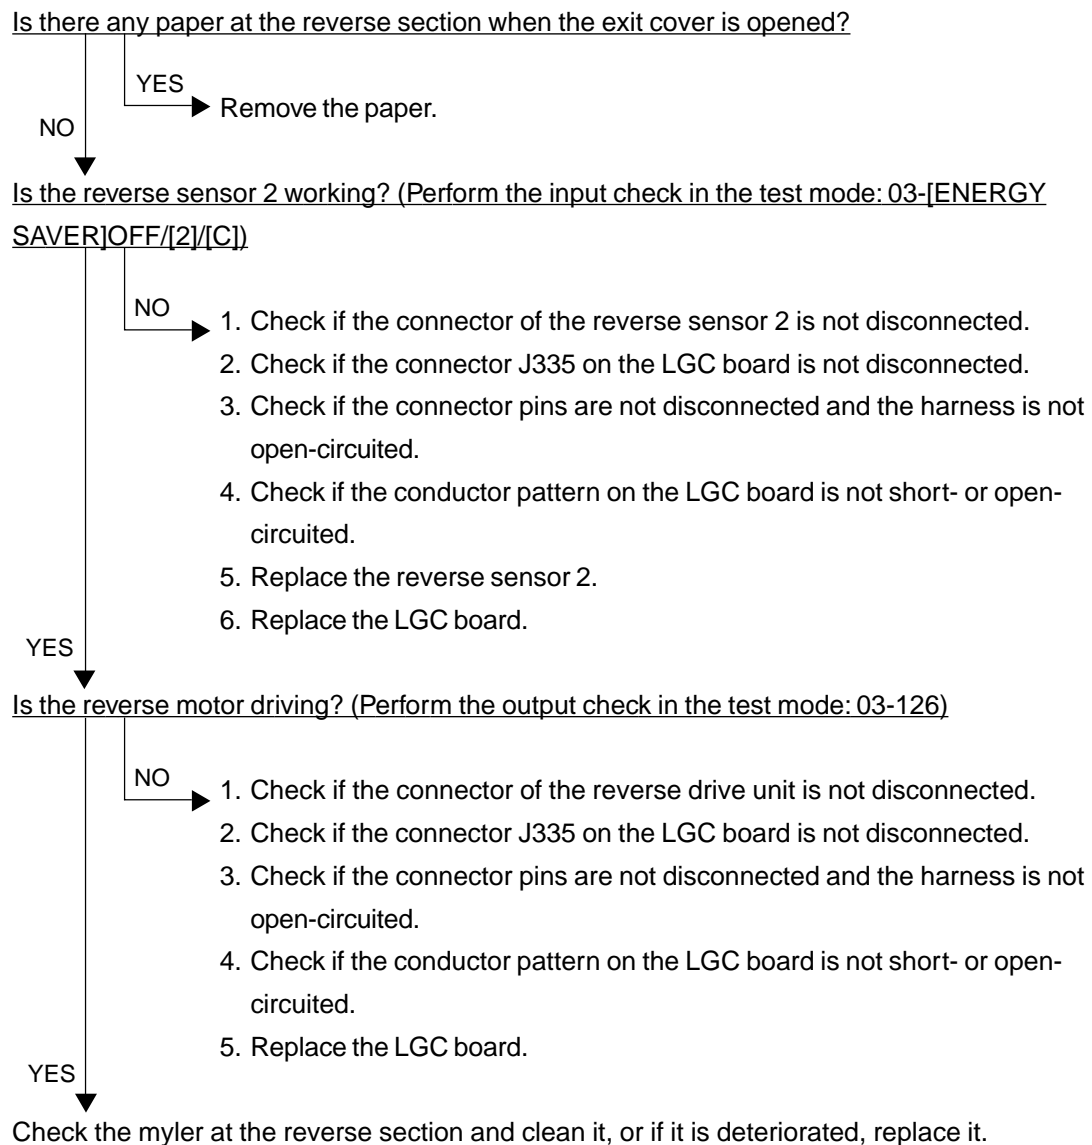 Is there any paper at the reverse section when the exit cover is opened?
YES
Remove the paper.
NO
Is the reverse sensor 2 working? (Perform the input check in the test mode: 03-[ENERGY
SAVER]OFF/[2]/[C])
NO
1. Check if the connector of the reverse sensor 2 is not disconnected.
2. Check if the connector J335 on the LGC board is not disconnected.
3. Check if the connector pins are not disconnected and the harness is not
open-circuited.
4. Check if the conductor pattern on the LGC board is not short- or open-
circuited.
5. Replace the reverse sensor 2.
6. Replace the LGC board.
YES
Is the reverse motor driving? (Perform the output check in the test mode: 03-126)
NO
1. Check if the connector of the reverse drive unit is not disconnected.
2. Check if the connector J335 on the LGC board is not disconnected.
3. Check if the connector pins are not disconnected and the harness is not
open-circuited.
4. Check if the conductor pattern on the LGC board is not short- or open-
circuited.
5. Replace the LGC board.
YES
Check the myler at the reverse section and clean it, or if it is deteriorated, replace it.